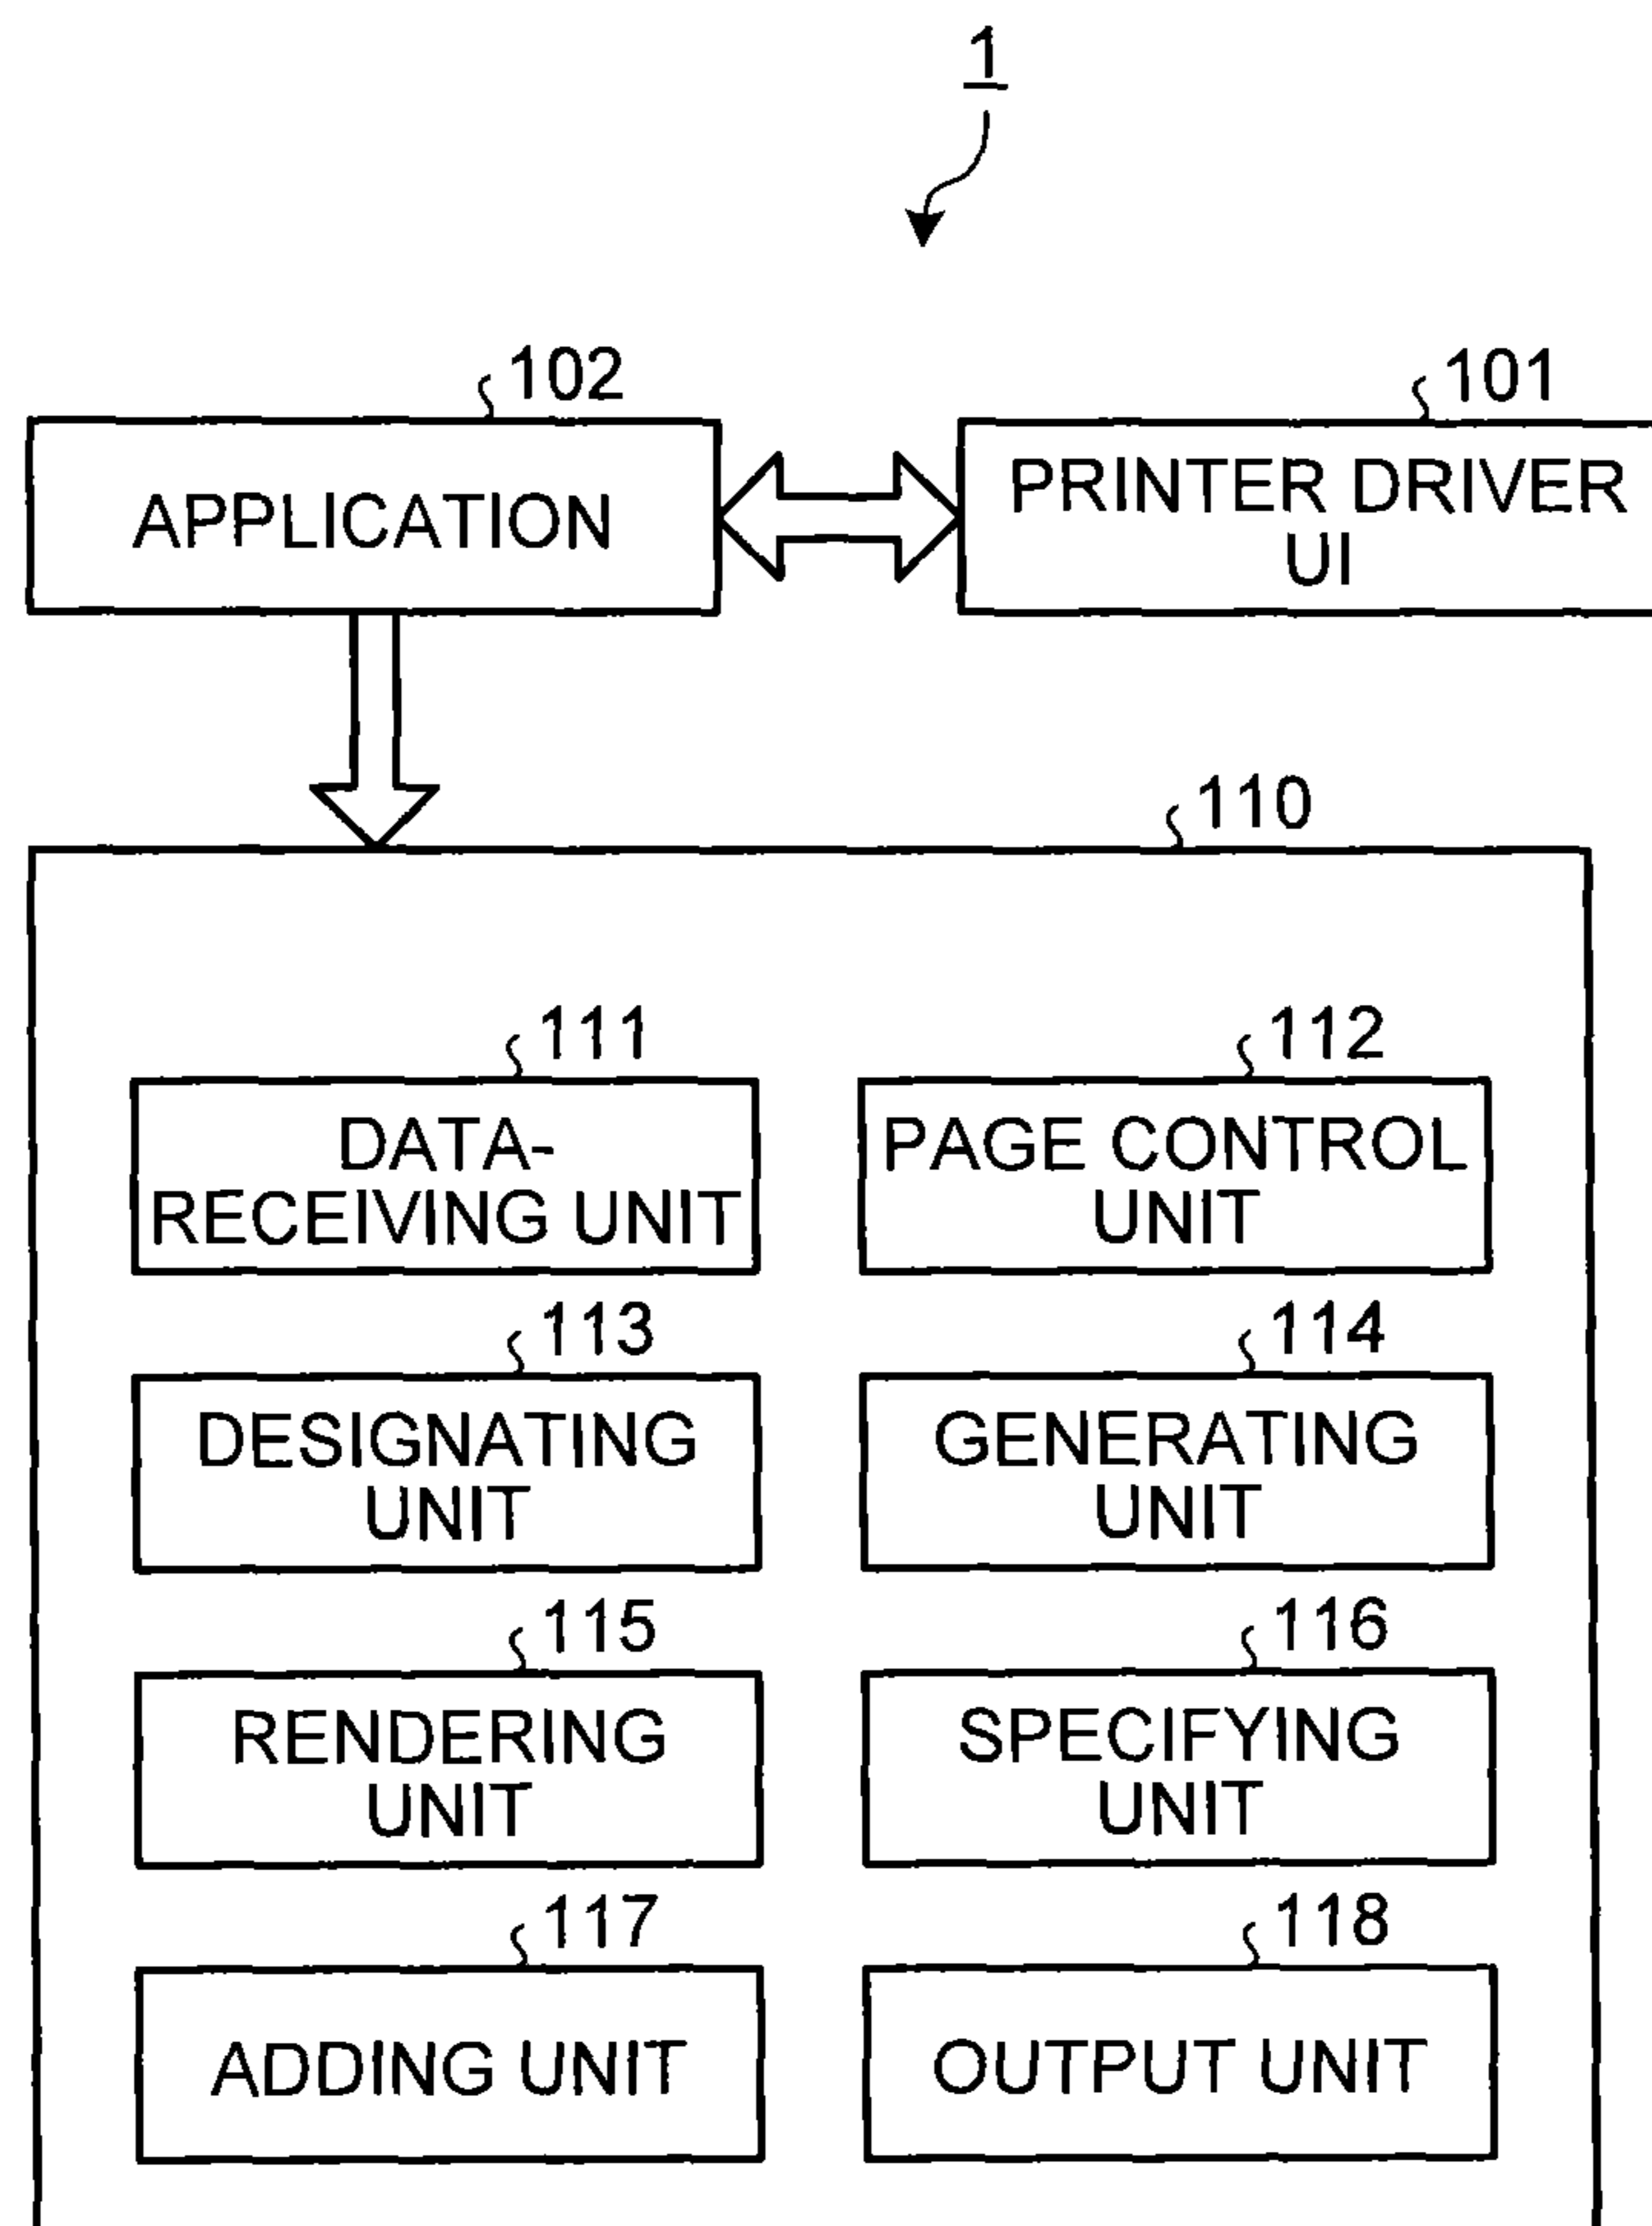 1
102
101
APPLICATION
PRINTER DRIVER
UI
110
111
112
DATA-
RECEIVING UNIT
PAGE CONTROL
UNIT
113
114
DESIGNATING
UNIT
GENERATING
UNIT
115
116
RENDERING
UNIT
SPECIFYING
UNIT
117
118
ADDING UNIT
OUTPUT UNIT